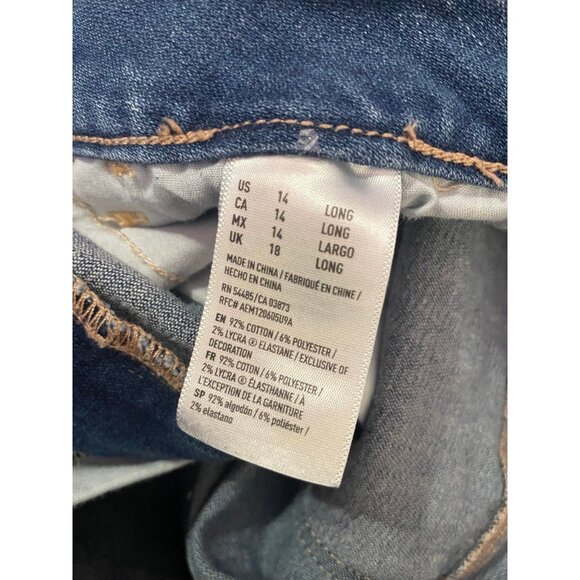 US 14 LONG
CA 14 LONG
MX 14 LARGO
UK 18 LONG
MADE IN CHINA / FABRIQUÉ EN CHINE /
HECHO EN CHINA
RN 54485/CA 03873
RFC# AEM120605U9A
EN 92% COTTON / 6% POLYESTER /
2% LYCRA ® ELASTANE / EXCLUSIVE OF
DECORATION
FR 92% COTON / 6% POLYESTER /
2% LYCRA ® ÉLASTHANNE / À
L'EXCEPTION DE LA GARNITURE
SP 92% algodón / 6% poliéster /
2% elastano